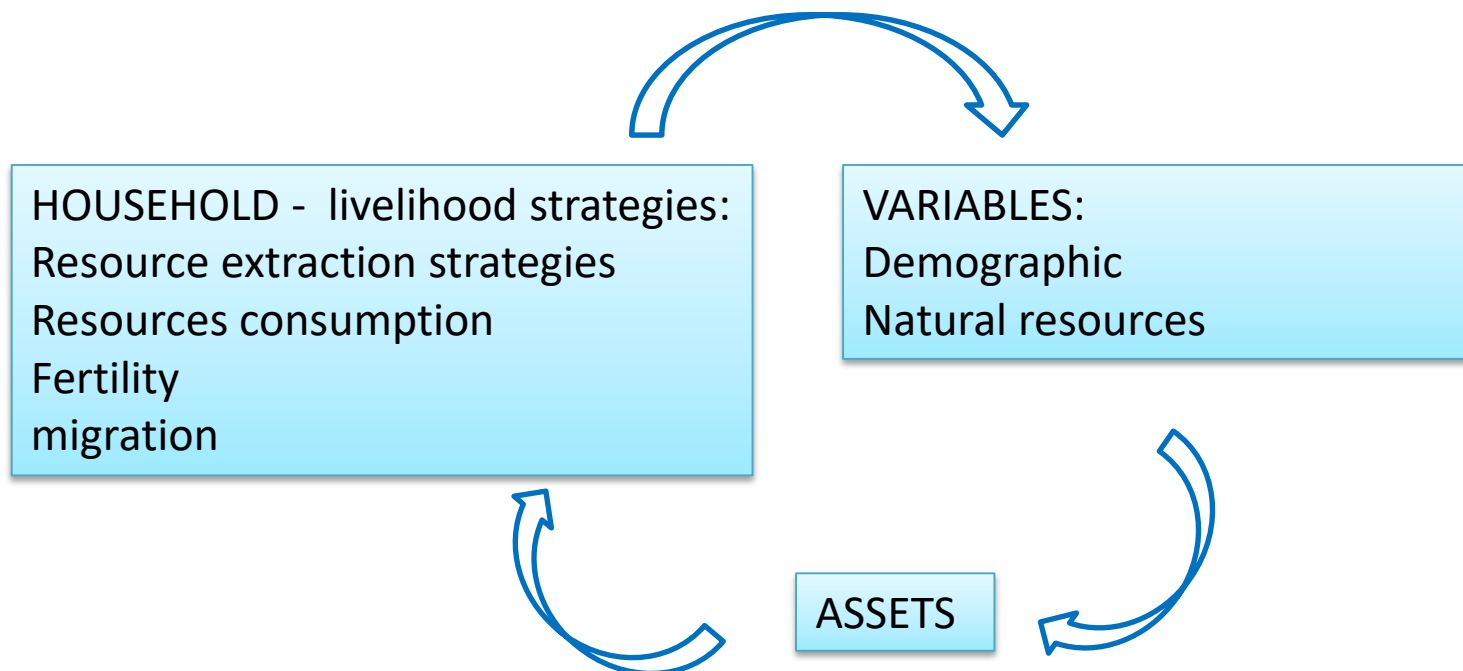 HOUSEHOLD -  livelihood strategies:
Resource extraction strategies
Resources consumption
Fertility
migration
VARIABLES:
Demographic
Natural resources
ASSETS